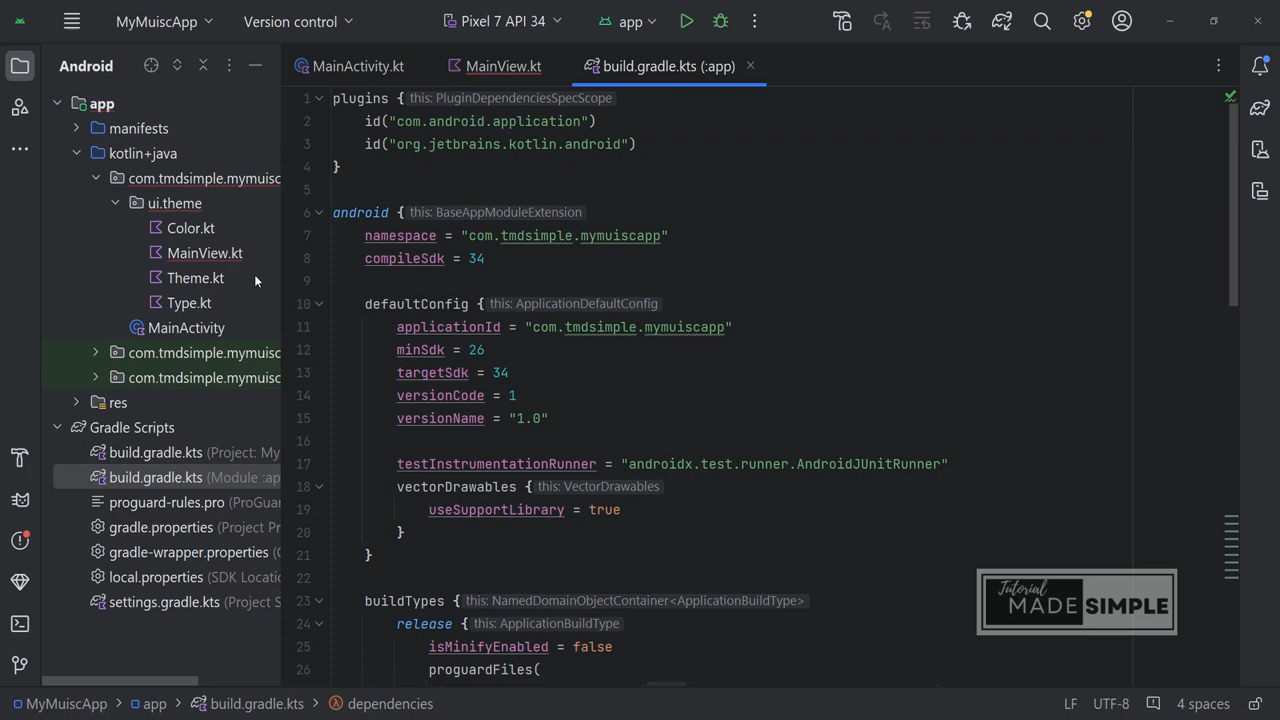 MyMuiscApp
Version control
Pixel 7 API 34
app
Android
MainActivity.kt
MainView.kt
build.gradle.kts (:app)
app
manifests
kotlin+java
com.tmdsimple.mymuisc
ui.theme
Color.kt
MainView.kt
Theme.kt
Type.kt
MainActivity
com.tmdsimple.mymuisc
com.tmdsimple.mymuisc
res
Gradle Scripts
build.gradle.kts (Project: My
build.gradle.kts (Module :ap
proguard-rules.pro (ProGua
gradle.properties (Project Pr
gradle-wrapper.properties (G
local.properties (SDK Locatio
settings.gradle.kts (Project S
1 plugins { this: PluginDependenciesSpecScope
2 id("com.android.application")
3 id("org.jetbrains.kotlin.android")
4 }
5
6 android { this: BaseAppModuleExtension
7 namespace = "com.tmdsimple.mymuiscapp"
8 compileSdk = 34
9
10 defaultConfig { this: ApplicationDefaultConfig
11 applicationId = "com.tmdsimple.mymuiscapp"
12 minSdk = 26
13 targetSdk = 34
14 versionCode = 1
15 versionName = "1.0"
16
17 testInstrumentationRunner = "androidx.test.runner.AndroidJUnitRunner"
18 vectorDrawables { this: VectorDrawables
19 useSupportLibrary = true
20 }
21 }
22
23 buildTypes { this: NamedDomainObjectContainer<ApplicationBuildType>
24 release { this: ApplicationBuildType
25 isMinifyEnabled = false
26 proguardFiles(
Tutorial
MADE SIMPLE
MyMuiscApp > app > build.gradle.kts > dependencies
LF UTF-8 4 spaces